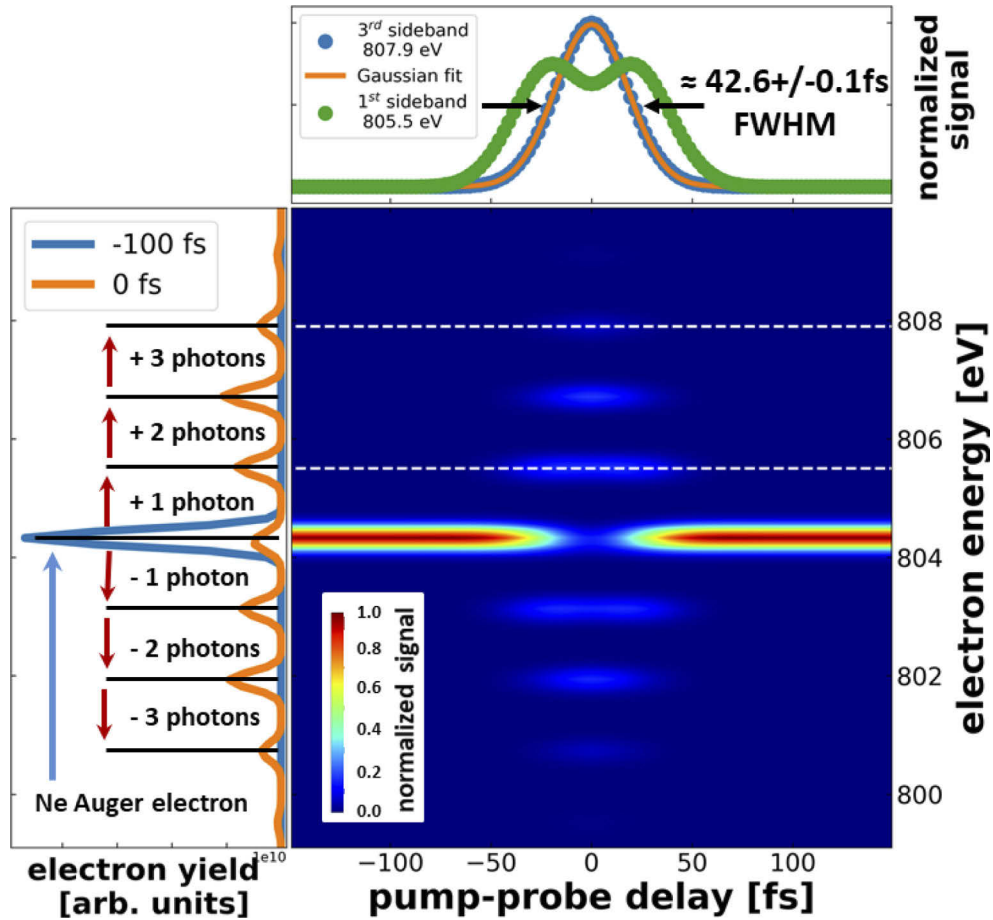 3rd sideband
807.9 eV
Gaussian fit
1st sideband
805.5 eV
≈ 42.6+/-0.1fs
FWHM
normalized
signal
-100 fs
0 fs
+ 3 photons
+ 2 photons
+ 1 photon
- 1 photon
- 2 photons
- 3 photons
Ne Auger electron
1e10
electron yield
[arb. units]
1.0
0.8
0.6
0.4
0.2
0.0
normalized signal
808
806
804
802
800
electron energy [eV]
−100
−50
0
50
100
pump-probe delay [fs]